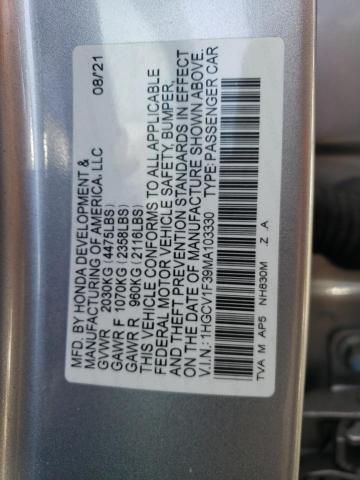 MFD. BY HONDA DEVELOPMENT & 08/21
MANUFACTURING OF AMERICA, LLC
GVWR 2030KG (4475LBS)
GAWR F 1070KG (2358LBS)
GAWR R 960KG (2116LBS)
THIS VEHICLE CONFORMS TO ALL APPLICABLE
FEDERAL MOTOR VEHICLE SAFETY, BUMPER,
AND THEFT PREVENTION STANDARDS IN EFFECT
ON THE DATE OF MANUFACTURE SHOWN ABOVE.
V.I.N.: 1HGCV1F39MA103330 TYPE: PASSENGER CAR
TVA M AP5 NH830M .Z .A